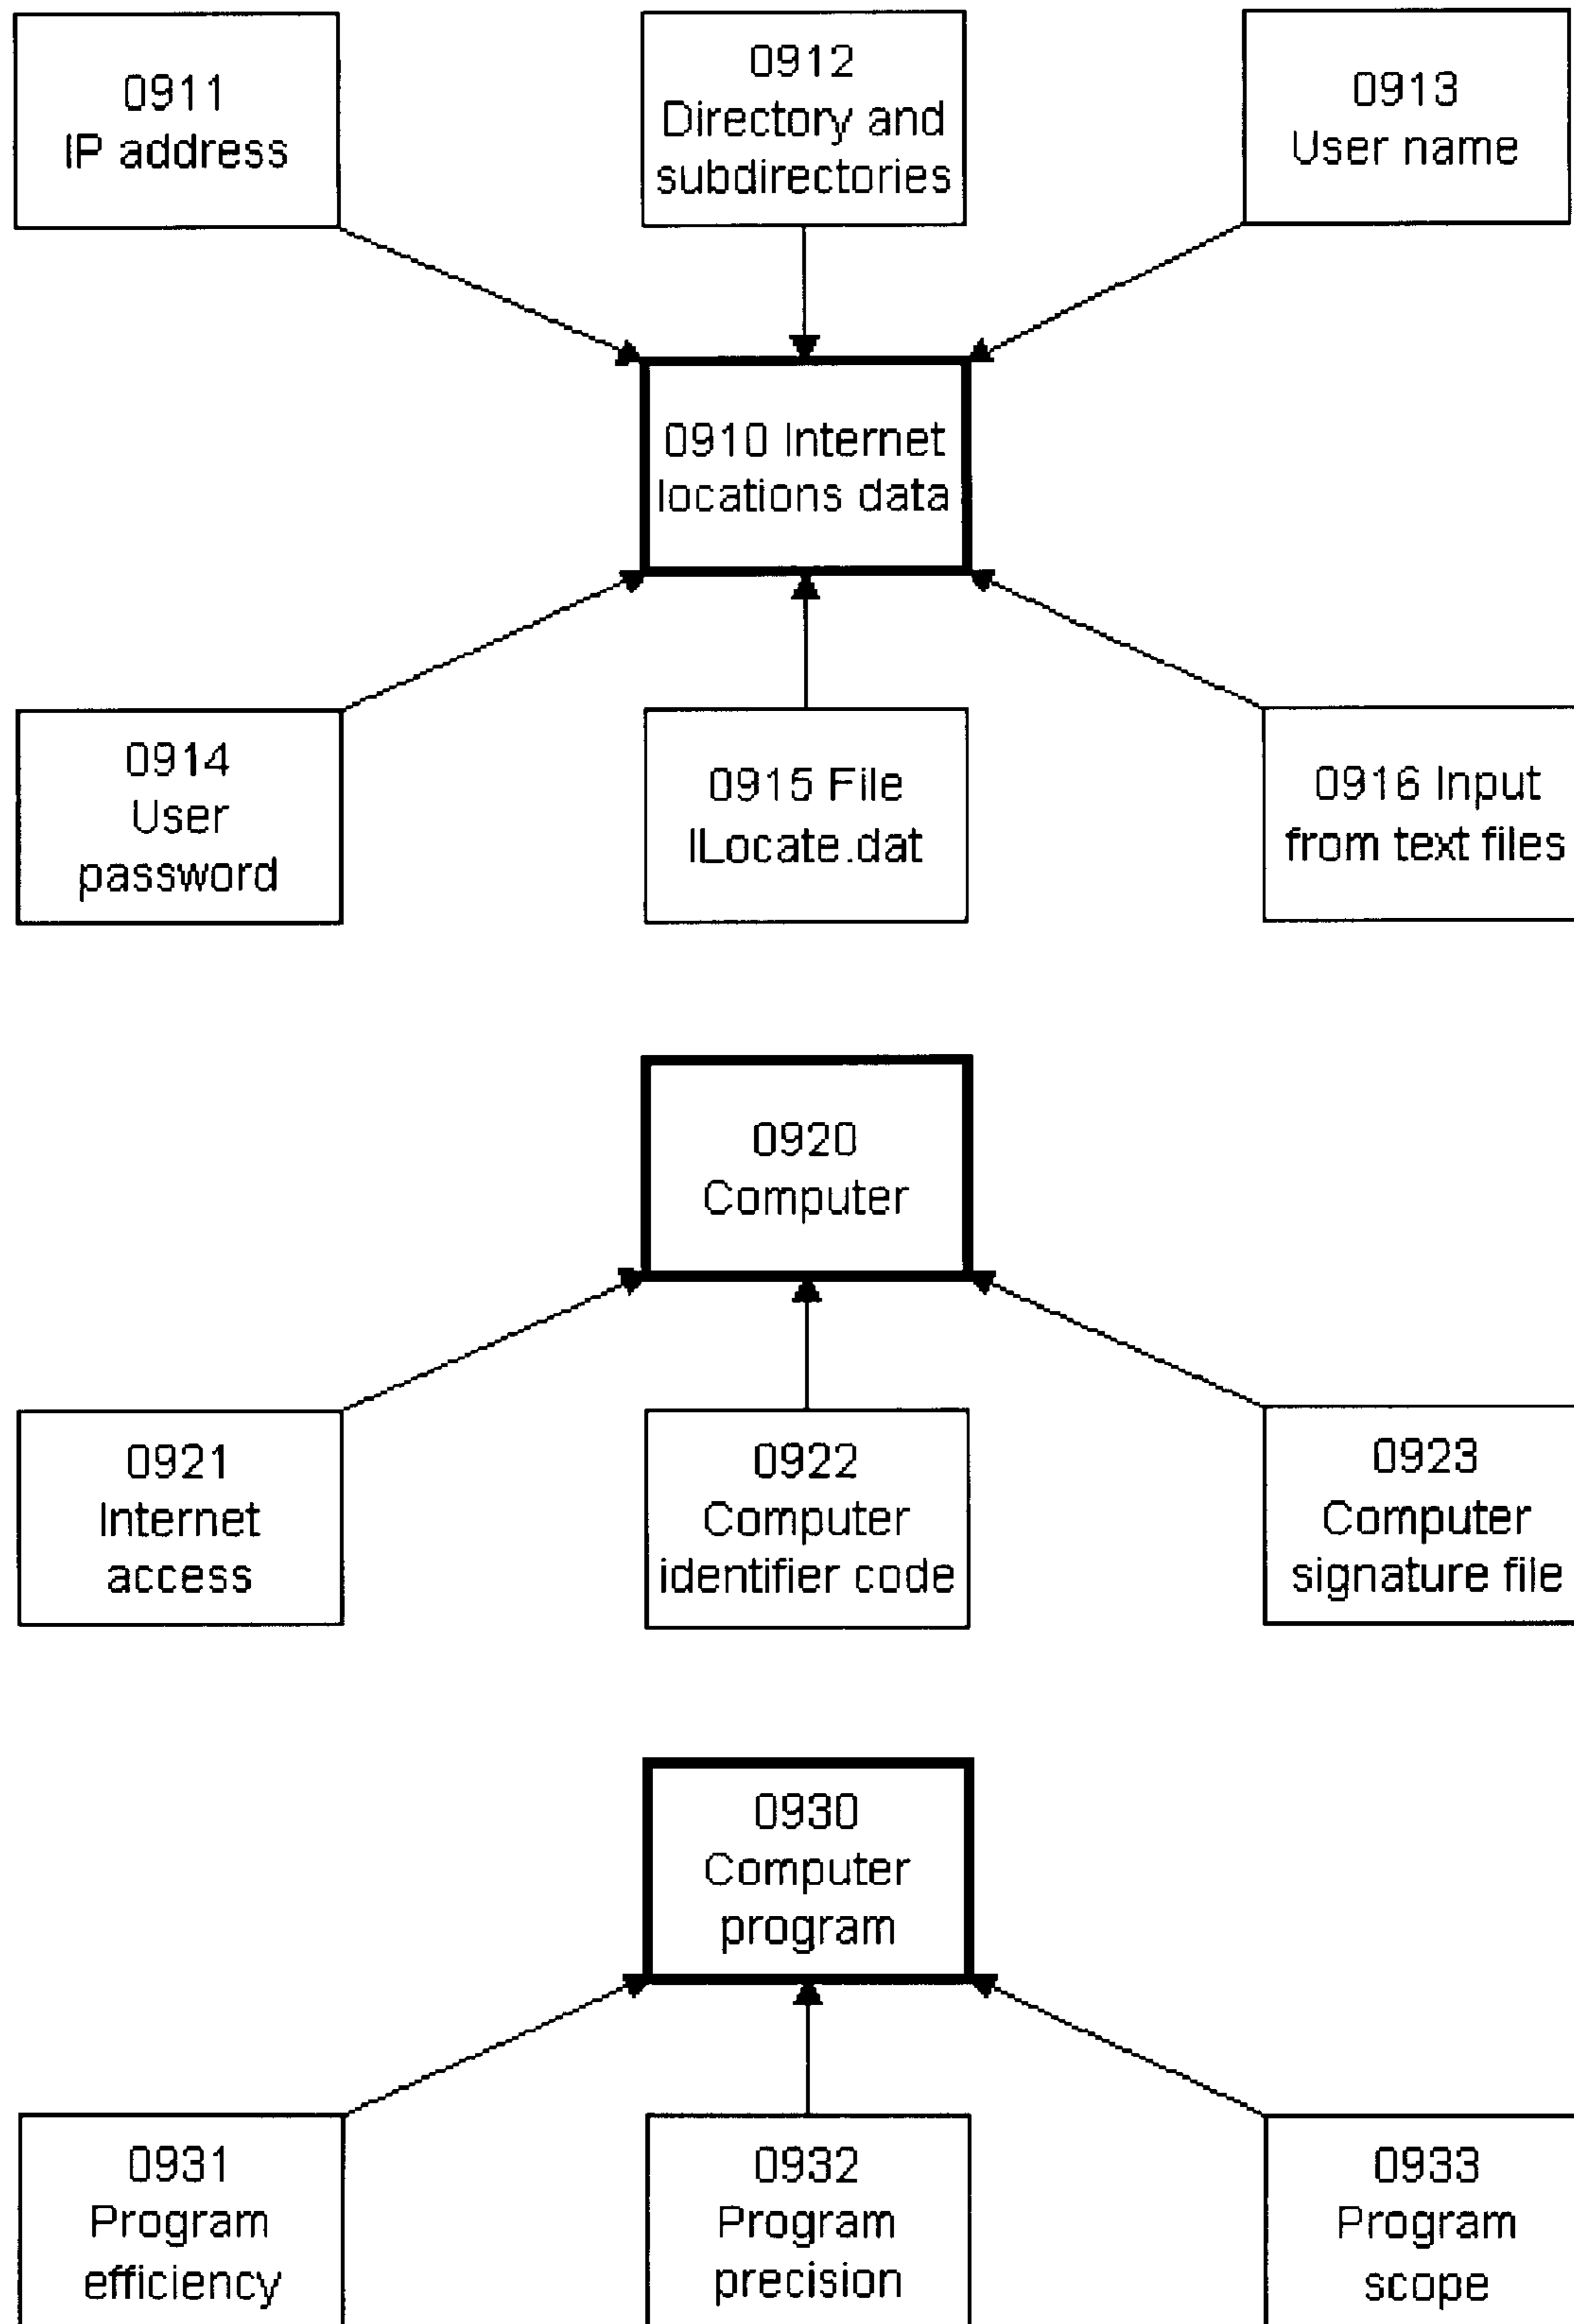 0911
IP address
0912
Directory and
subdirectories
0913
User name
0910 Internet
locations data
0914
User
password
0915 File
ILocate.dat
0916 Input
from text files
0920
Computer
0921
Internet
access
0922
Computer
identifier code
0923
Computer
signature file
0930
Computer
program
0931
Program
efficiency
0932
Program
precision
0933
Program
scope